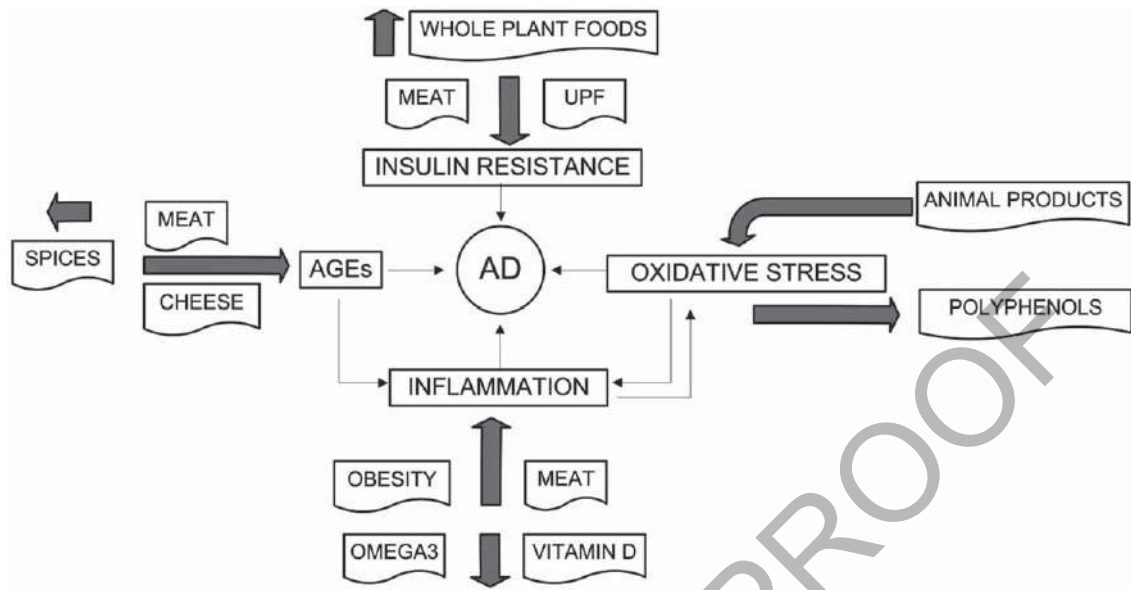 WHOLE PLANT FOODS
MEAT
UPF
INSULIN RESISTANCE
ANIMAL PRODUCTS
MEAT
SPICES
AGEs
AD
OXIDATIVE STRESS
CHEESE
POLYPHENOLS
INFLAMMATION
OBESITY
MEAT
OMEGA3
VITAMIN D
PROOF